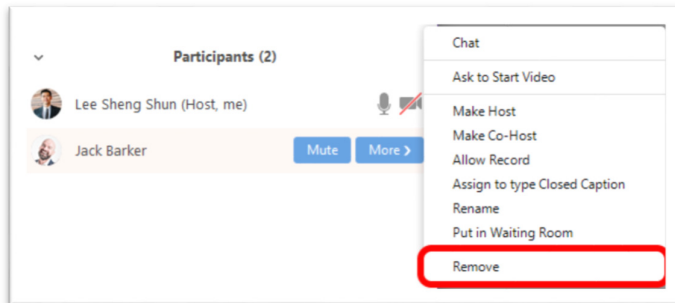 Participants (2)
Lee Sheng Shun (Host, me)
Jack Barker
Mute
More >
Chat
Ask to Start Video
Make Host
Make Co-Host
Allow Record
Assign to type Closed Caption
Rename
Put in Waiting Room
Remove